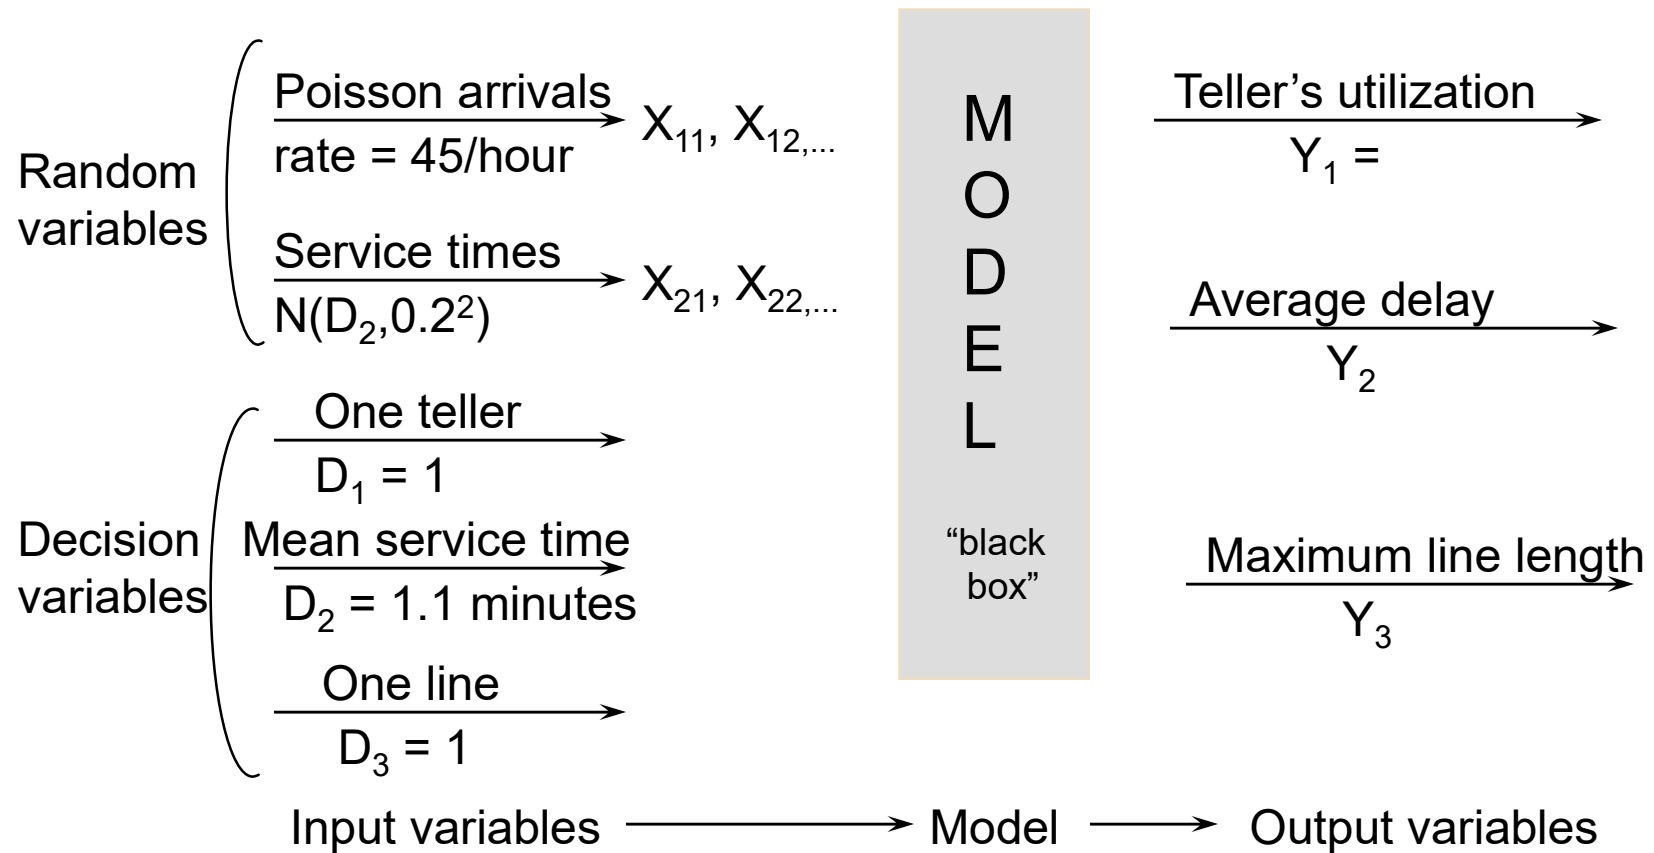 Random
variables
Poisson arrivals
rate = 45/hour
X₁₁, X₁₂,...
Service times
N(D₂,0.2²)
X₂₁, X₂₂,...
Decision
variables
One teller
D₁ = 1
Mean service time
D₂ = 1.1 minutes
One line
D₃ = 1
M
O
D
E
L
“black
box”
Teller’s utilization
Y₁ =
Average delay
Y₂
Maximum line length
Y₃
Input variables
Model
Output variables